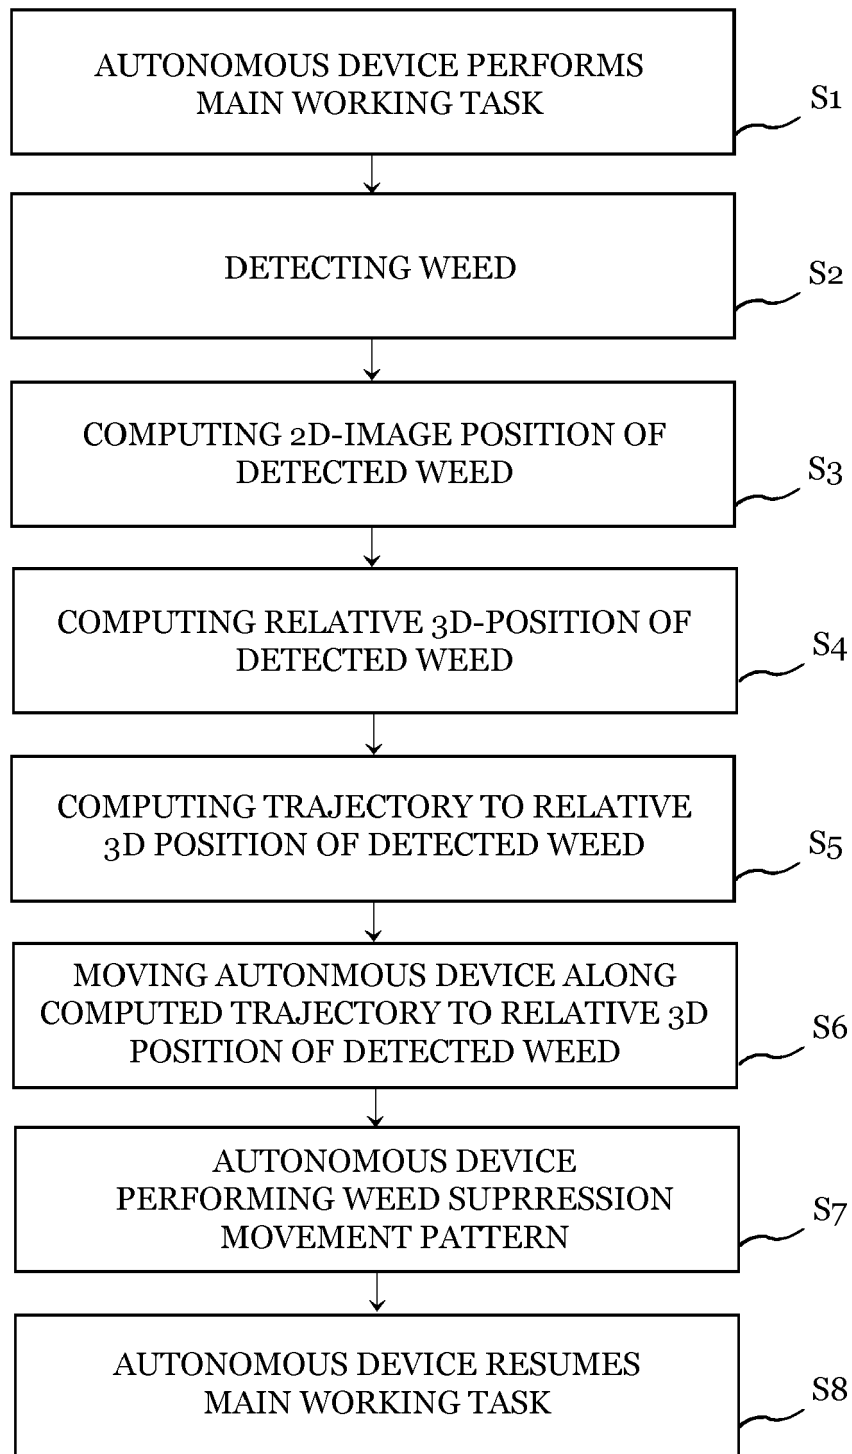 AUTONOMOUS DEVICE PERFORMS
MAIN WORKING TASK
S1
DETECTING WEED
S2
COMPUTING 2D-IMAGE POSITION OF
DETECTED WEED
S3
COMPUTING RELATIVE 3D-POSITION OF
DETECTED WEED
S4
COMPUTING TRAJECTORY TO RELATIVE
3D POSITION OF DETECTED WEED
S5
MOVING AUTONMOUS DEVICE ALONG
COMPUTED TRAJECTORY TO RELATIVE 3D
POSITION OF DETECTED WEED
S6
AUTONOMOUS DEVICE
PERFORMING WEED SUPRRESSION
MOVEMENT PATTERN
S7
AUTONOMOUS DEVICE RESUMES
MAIN WORKING TASK
S8